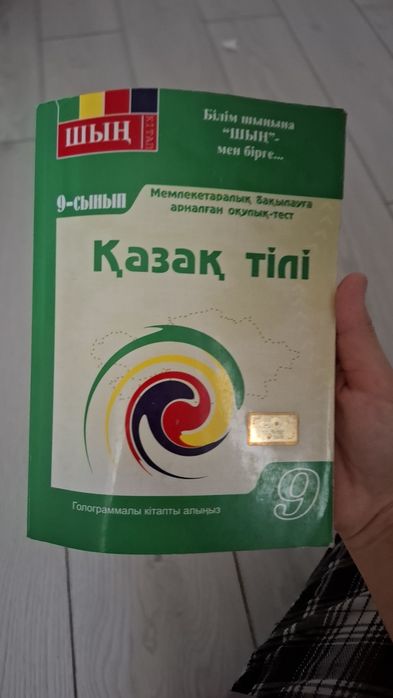 ШЫҢ
КІТАП
Білім шыңына
"ШЫҢ"-
мен бірге...
9-сынып
Мемлекетаралық бақылауға
арналған оқулық-тест
Қазақ тілі
9
Голограммалы кітапты алыңыз